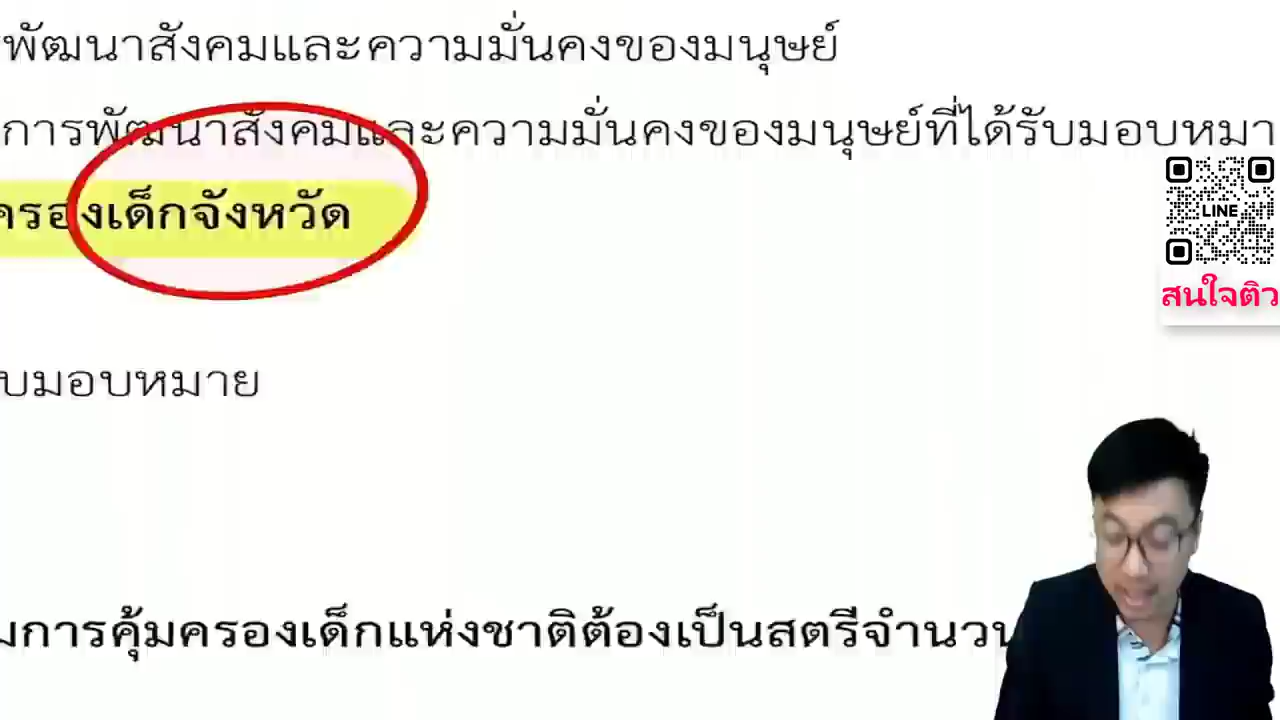 พัฒนาสังคมและความมั่นคงของมนุษย์
การพัฒนาสังคมและความมั่นคงของมนุษย์ที่ได้รับมอบหมา
ครองเด็กจังหวัด
LINE
สนใจติว
บมอบหมาย
มการคุ้มครองเด็กแห่งชาติต้องเป็นสตรีจำนวน